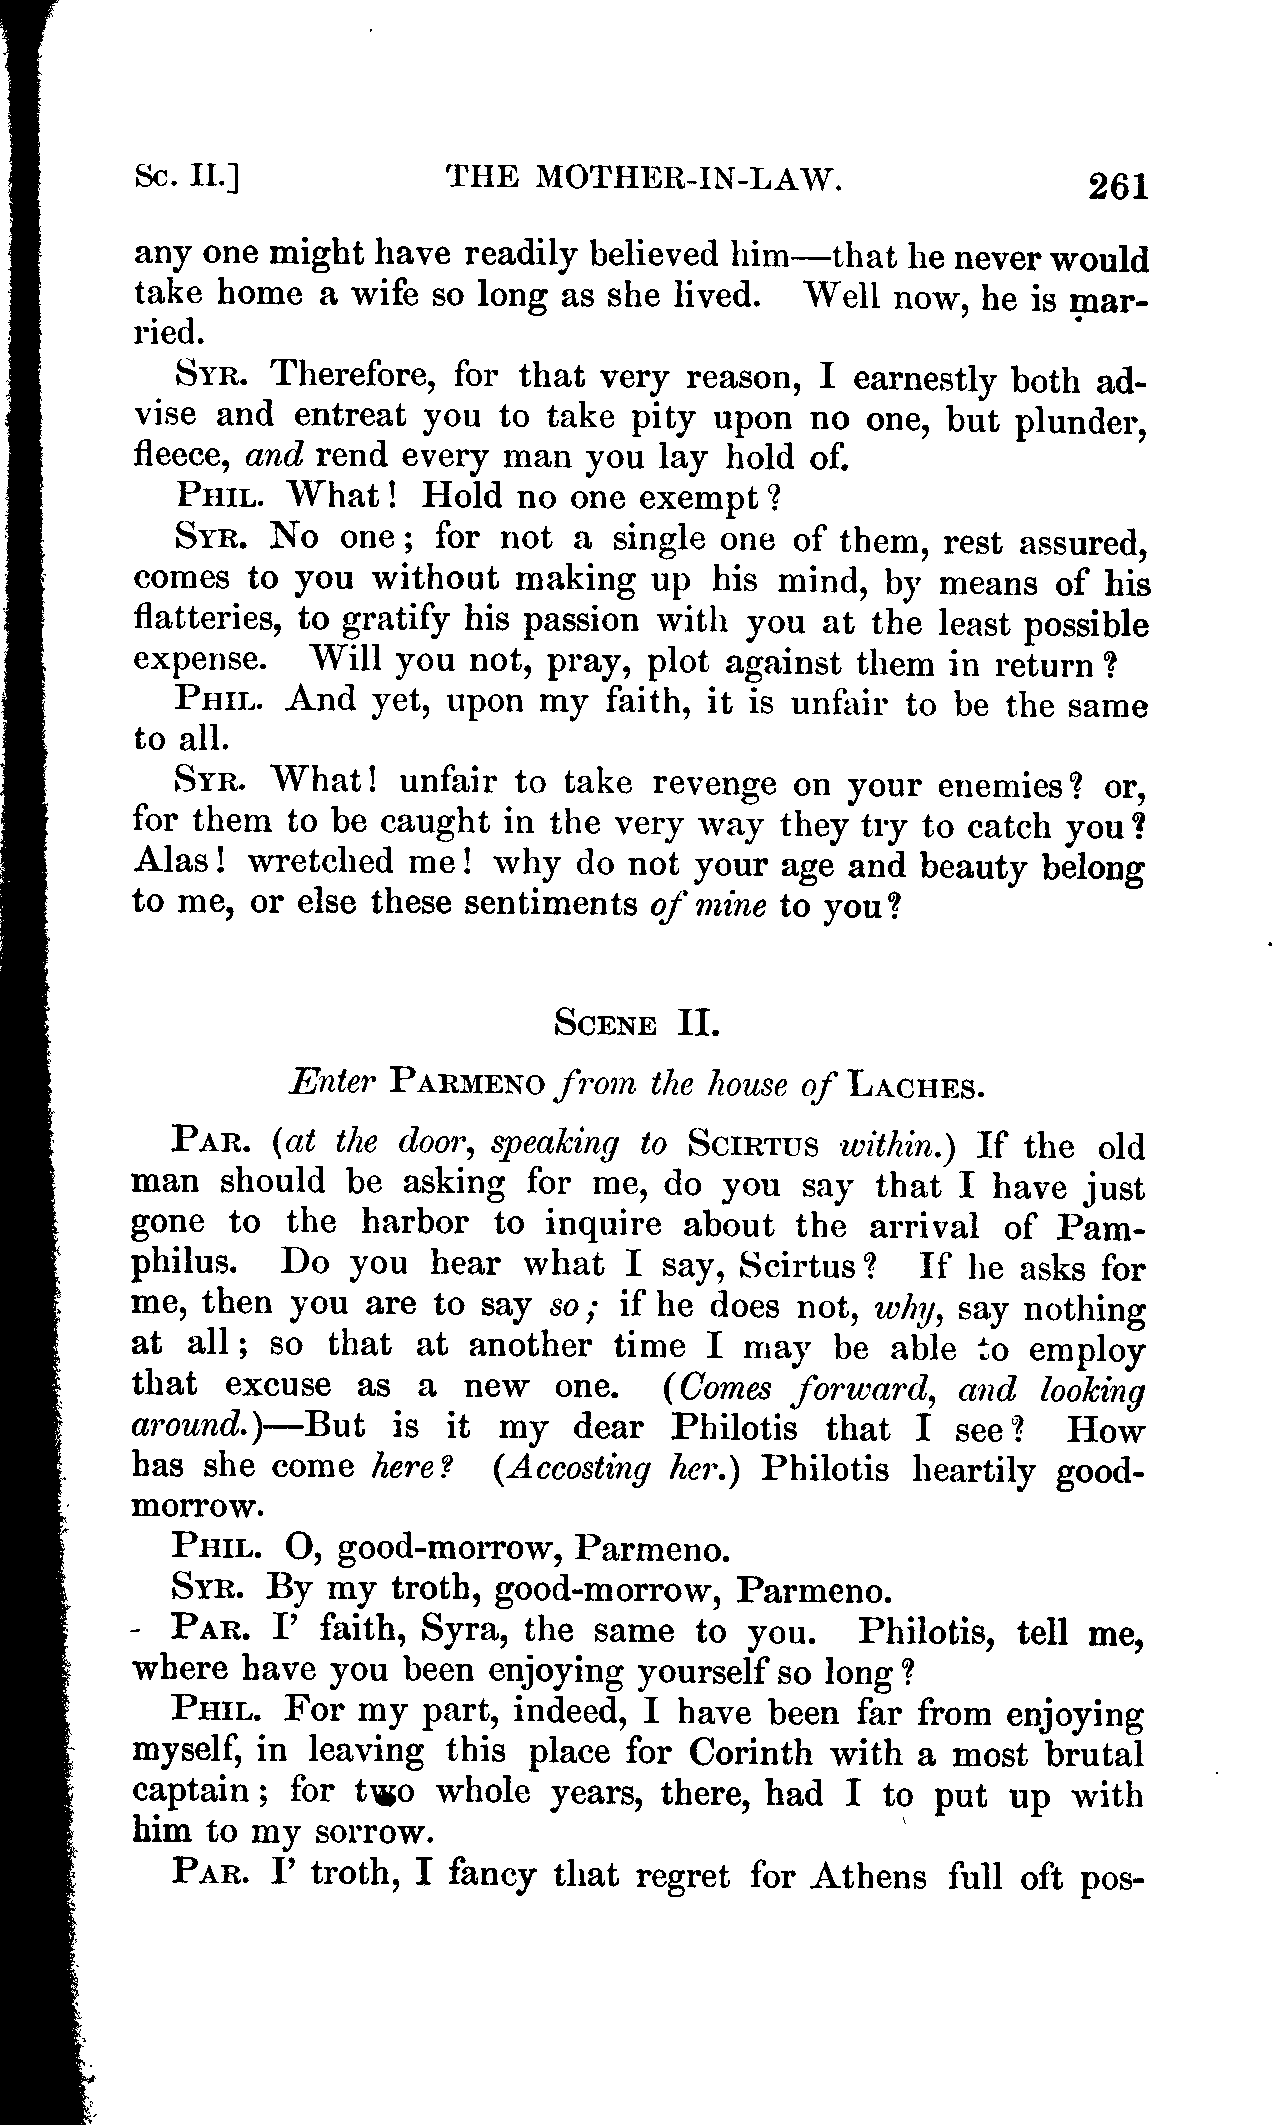 Sc. II.] THE MOTHER-IN-LAW. 261
any one might have readily believed him—that he never would
take home a wife so long as she lived. Well now, he is mar-
ried.
SYR. Therefore, for that very reason, I earnestly both ad-
vise and entreat you to take pity upon no one, but plunder,
fleece, and rend every man you lay hold of.
PHIL. What! Hold no one exempt?
SYR. No one; for not a single one of them, rest assured,
comes to you without making up his mind, by means of his
flatteries, to gratify his passion with you at the least possible
expense. Will you not, pray, plot against them in return?
PHIL. And yet, upon my faith, it is unfair to be the same
to all.
SYR. What! unfair to take revenge on your enemies? or,
for them to be caught in the very way they try to catch you?
Alas! wretched me! why do not your age and beauty belong
to me, or else these sentiments of mine to you?
SCENE II.
Enter PARMENO from the house of LACHES.
PAR. (at the door, speaking to SCIRTUS within.) If the old
man should be asking for me, do you say that I have just
gone to the harbor to inquire about the arrival of Pam-
philus. Do you hear what I say, Scirtus? If he asks for
me, then you are to say so; if he does not, why, say nothing
at all; so that at another time I may be able to employ
that excuse as a new one. (Comes forward, and looking
around.)—But is it my dear Philotis that I see? How
has she come here? (Accosting her.) Philotis heartily good-
morrow.
PHIL. O, good-morrow, Parmeno.
SYR. By my troth, good-morrow, Parmeno.
PAR. I' faith, Syra, the same to you. Philotis, tell me,
where have you been enjoying yourself so long?
PHIL. For my part, indeed, I have been far from enjoying
myself, in leaving this place for Corinth with a most brutal
captain; for two whole years, there, had I to put up with
him to my sorrow.
PAR. I' troth, I fancy that regret for Athens full oft pos-